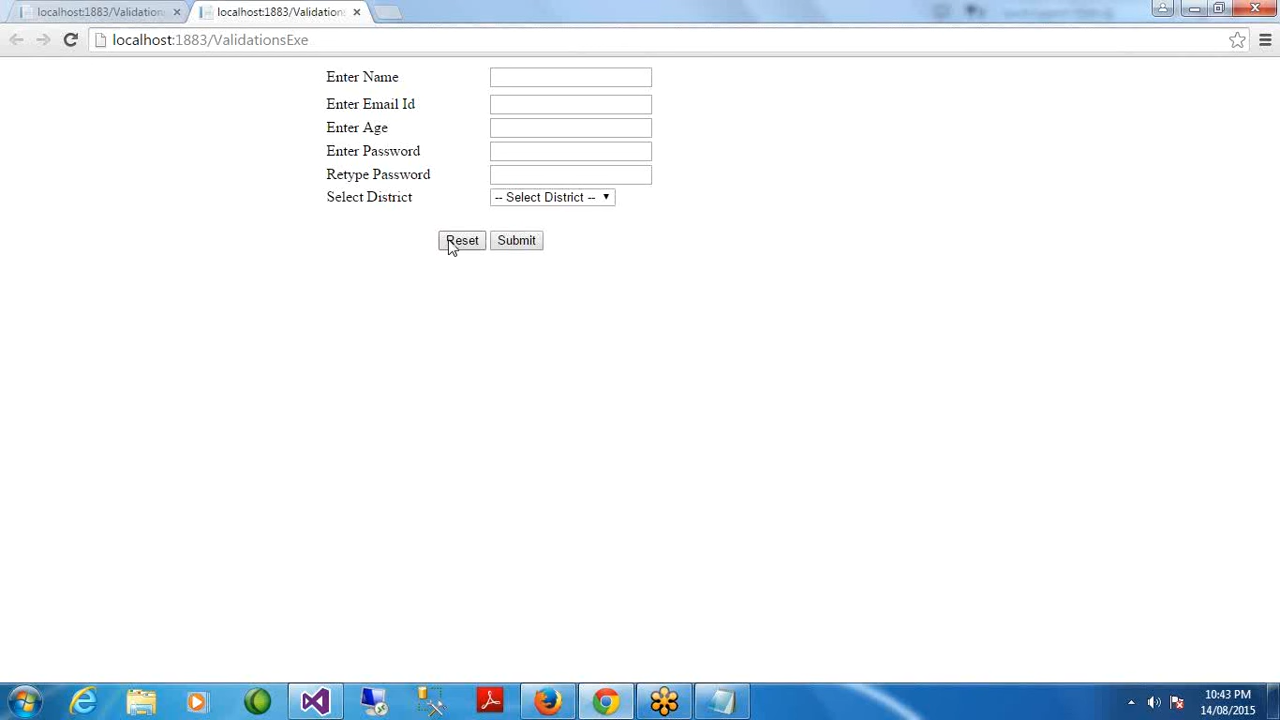 localhost:1883/Validation
localhost:1883/Validation
localhost:1883/ValidationsExe
Enter Name
Enter Email Id
Enter Age
Enter Password
Retype Password
Select District
-- Select District --
Reset
Submit
10:43 PM
14/08/2015